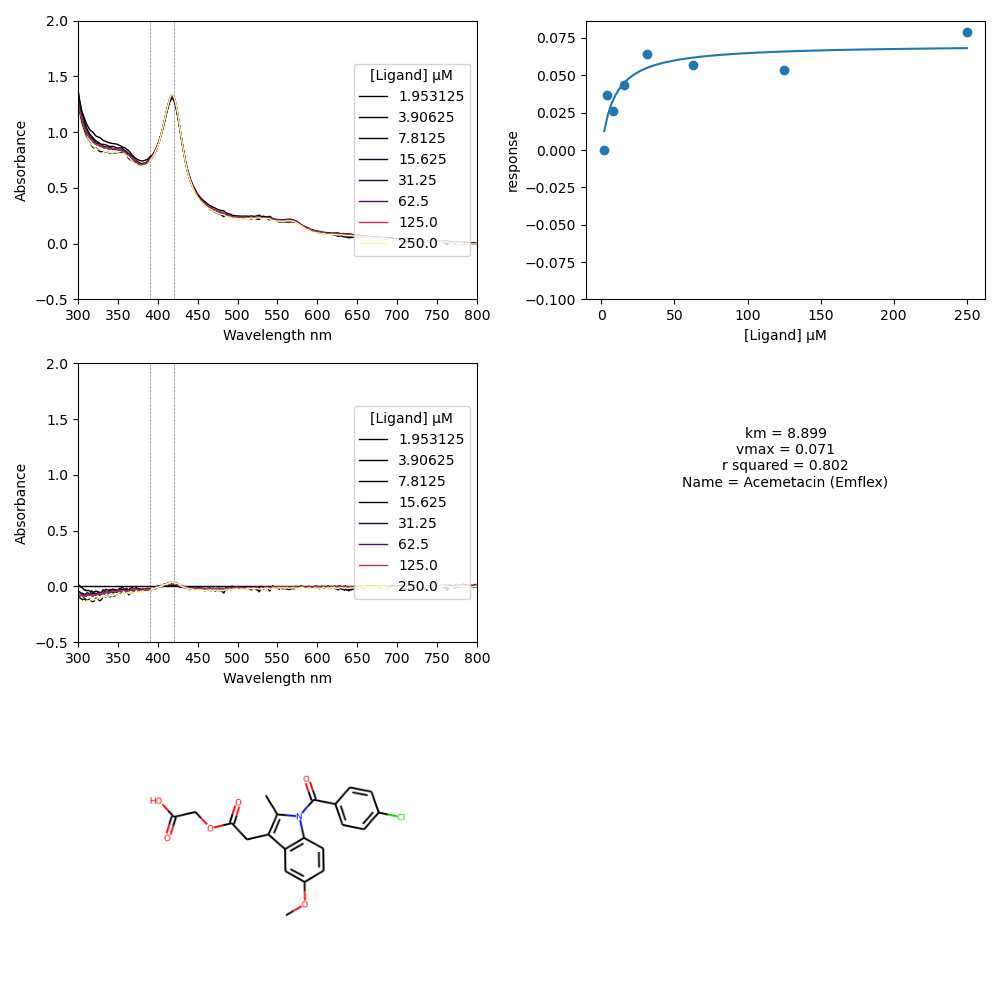 2.0
1.5
1.0
0.5
0.0
−0.5
Absorbance
300 350 400 450 500 550 600 650 700 750 800
Wavelength nm
[Ligand] μM
1.953125
3.90625
7.8125
15.625
31.25
62.5
125.0
250.0
0.075
0.050
0.025
0.000
−0.025
−0.050
−0.075
−0.100
response
0 50 100 150 200 250
[Ligand] μM
2.0
1.5
1.0
0.5
0.0
−0.5
Absorbance
300 350 400 450 500 550 600 650 700 750 800
Wavelength nm
[Ligand] μM
1.953125
3.90625
7.8125
15.625
31.25
62.5
125.0
250.0
km = 8.899
vmax = 0.071
r squared = 0.802
Name = Acemetacin (Emflex)
HO
O
O
O
O
N
Cl
O